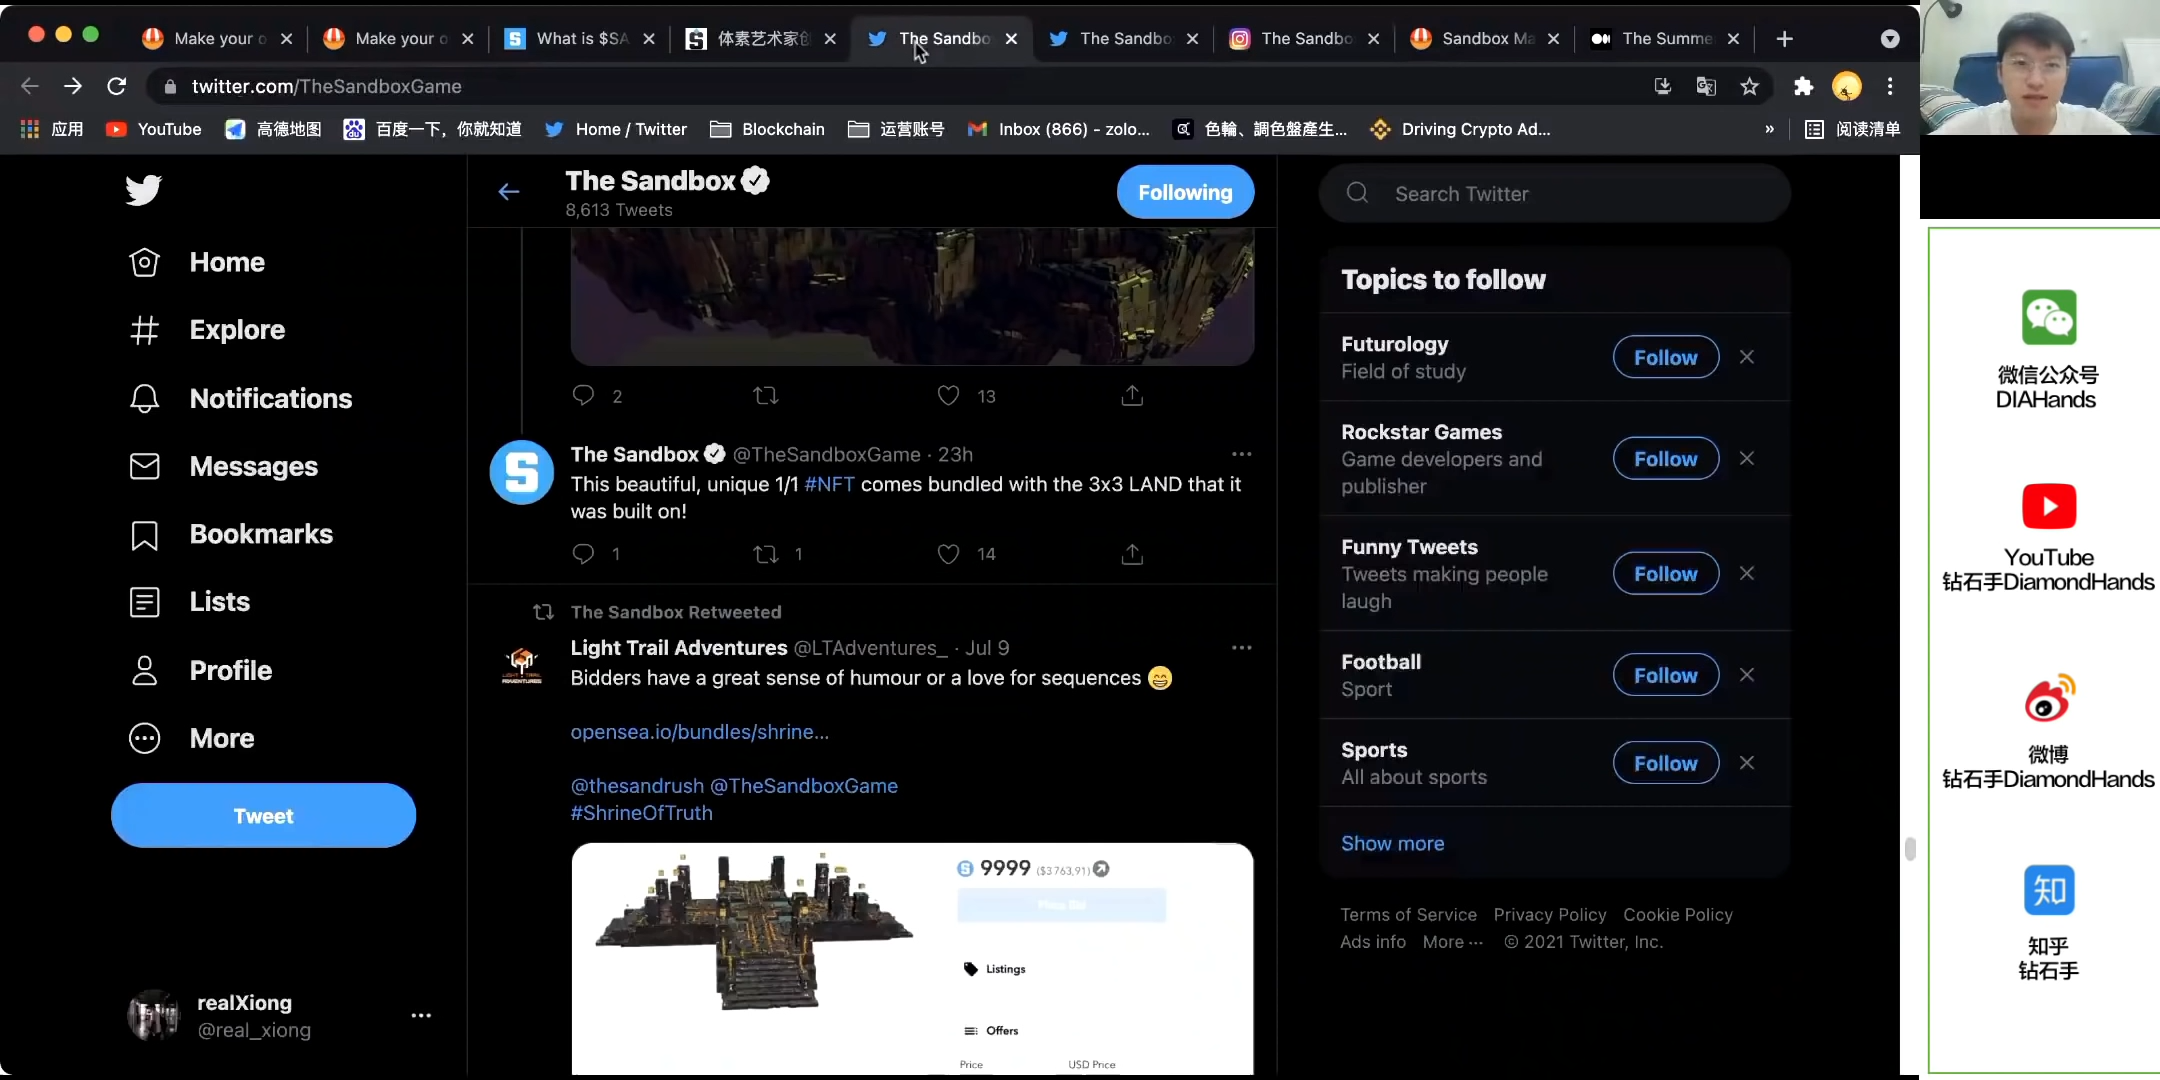 Make your o
Make your o
What is $SA
体素艺术家创
The Sandbo
The Sandbo
The Sandbo
Sandbox Ma
The Summe
twitter.com/TheSandboxGame
应用
YouTube
高德地图
百度一下，你就知道
Home / Twitter
Blockchain
运营账号
Inbox (866) - zolo...
色輪、調色盤產生...
Driving Crypto Ad...
»
阅读清单
Home
Explore
Notifications
Messages
Bookmarks
Lists
Profile
More
Tweet
realXiong
@real_xiong
The Sandbox
8,613 Tweets
Following
2
13
The Sandbox @TheSandboxGame · 23h
This beautiful, unique 1/1 #NFT comes bundled with the 3x3 LAND that it
was built on!
1
1
14
The Sandbox Retweeted
Light Trail Adventures @LTAdventures_ · Jul 9
Bidders have a great sense of humour or a love for sequences 😁
opensea.io/bundles/shrine...
@thesandrush @TheSandboxGame
#ShrineOfTruth
9999 ($3 763,91)
Listings
Offers
Price
USD Price
Search Twitter
Topics to follow
Futurology
Field of study
Follow
Rockstar Games
Game developers and
publisher
Follow
Funny Tweets
Tweets making people
laugh
Follow
Football
Sport
Follow
Sports
All about sports
Follow
Show more
Terms of Service Privacy Policy Cookie Policy
Ads info More ··· © 2021 Twitter, Inc.
微信公众号
DIAHands
YouTube
钻石手DiamondHands
微博
钻石手DiamondHands
知
知乎
钻石手